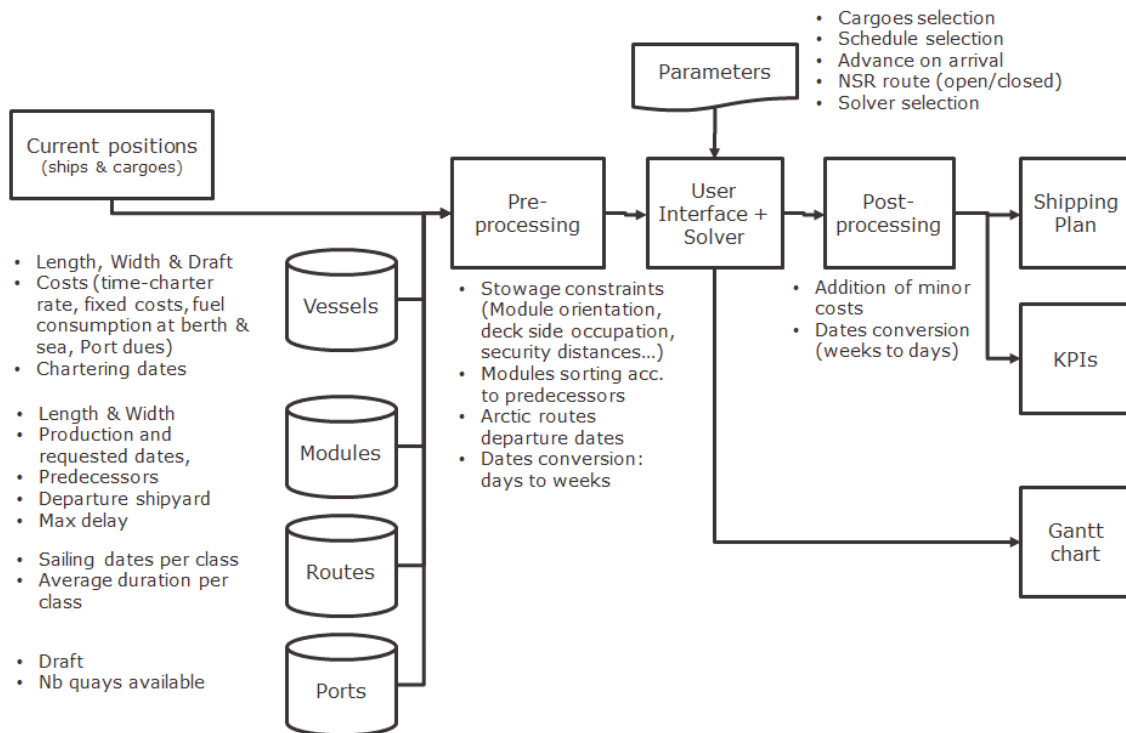 • Cargoes selection
• Schedule selection
• Advance on arrival
• NSR route (open/closed)
• Solver selection
Parameters
Current positions
(ships & cargoes)
Pre-
processing
User
Interface +
Solver
Post-
processing
Shipping
Plan
• Length, Width & Draft
• Costs (time-charter
rate, fixed costs, fuel
consumption at berth &
sea, Port dues)
• Chartering dates
Vessels
• Stowage constraints
(Module orientation,
deck side occupation,
security distances...)
• Modules sorting acc.
to predecessors
• Arctic routes
departure dates
• Dates conversion:
days to weeks
• Addition of minor
costs
• Dates conversion
(weeks to days)
KPIs
• Length & Width
• Production and
requested dates,
• Predecessors
• Departure shipyard
• Max delay
Modules
• Sailing dates per class
• Average duration per
class
Routes
Gantt
chart
• Draft
• Nb quays available
Ports